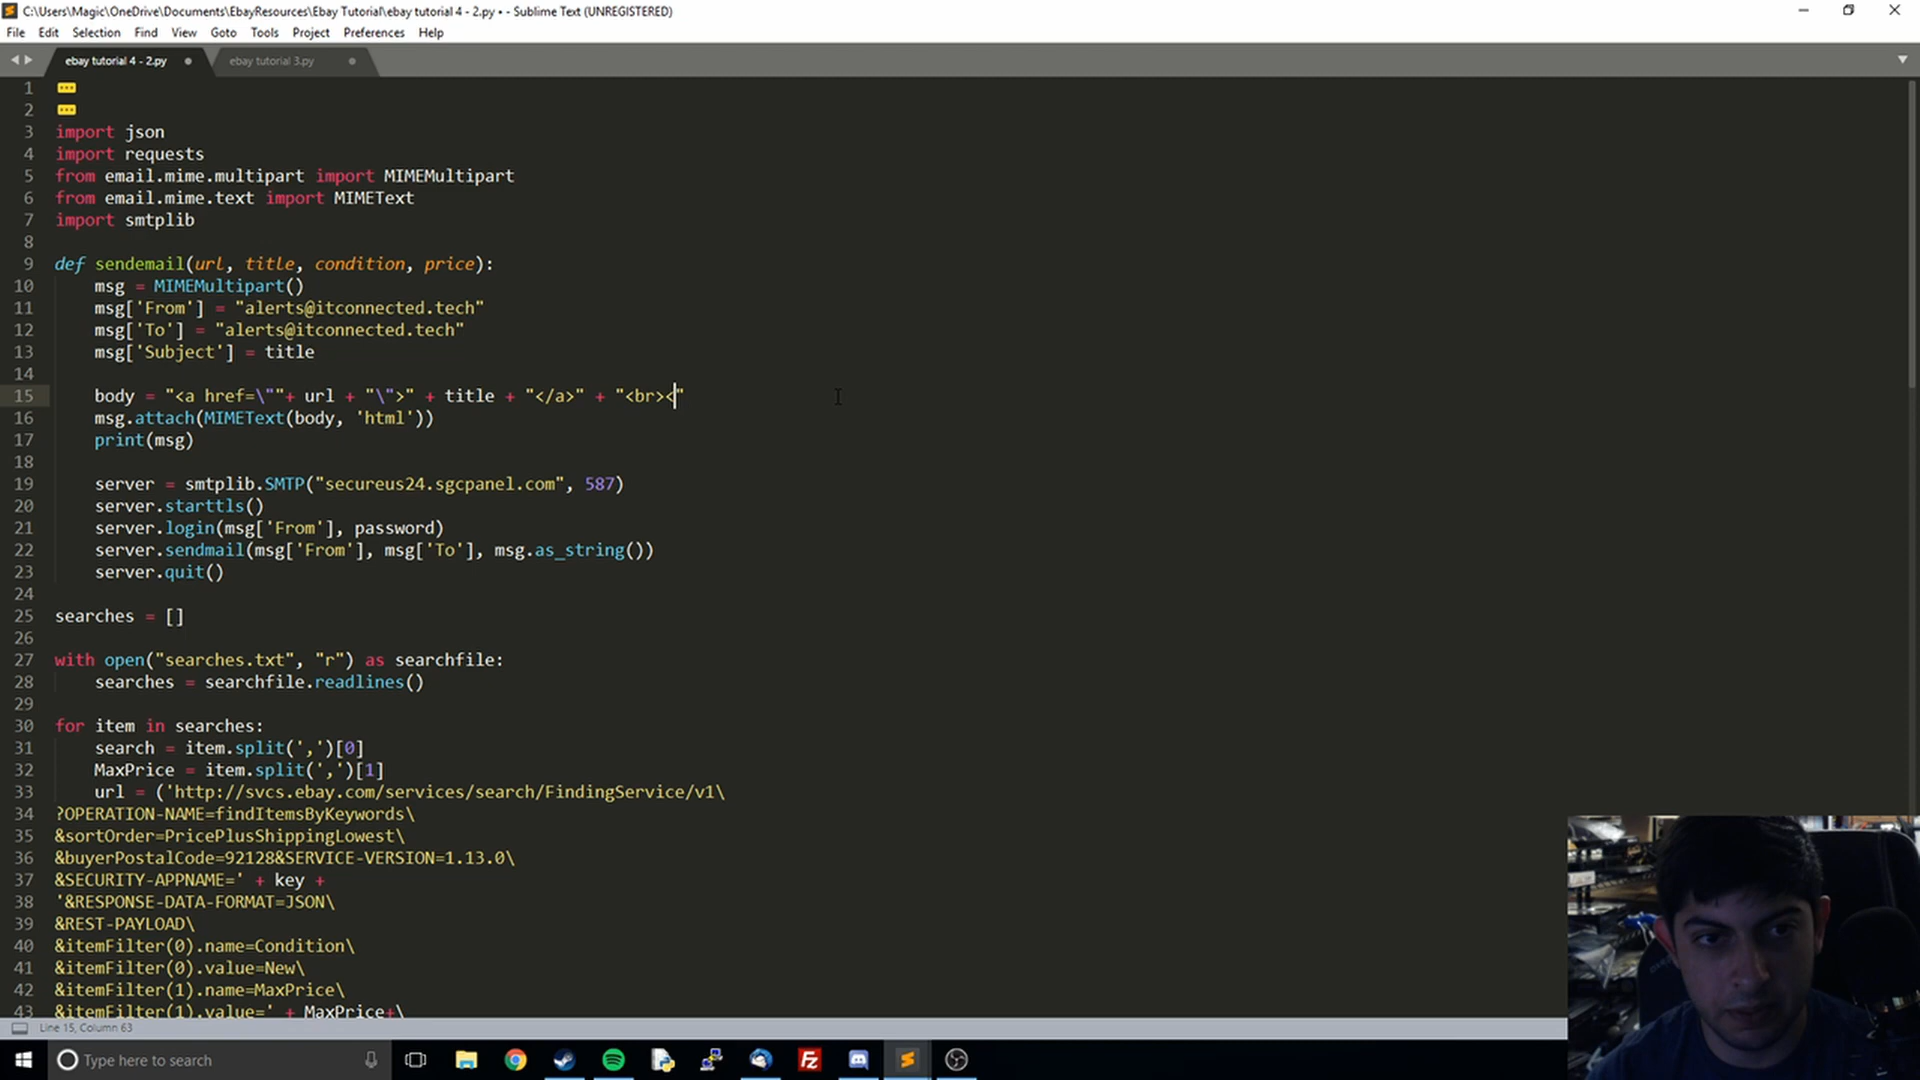 C:\Users\Magic\OneDrive\Documents\EbayResources\Ebay Tutorial\ebay tutorial 4 - 2.py • - Sublime Text (UNREGISTERED)
File Edit Selection Find View Goto Tools Project Preferences Help
ebay tutorial 4 - 2.py ebay tutorial 3.py
1
2
3 import json
4 import requests
5 from email.mime.multipart import MIMEMultipart
6 from email.mime.text import MIMEText
7 import smtplib
8
9 def sendemail(url, title, condition, price):
10 msg = MIMEMultipart()
11 msg['From'] = "alerts@itconnected.tech"
12 msg['To'] = "alerts@itconnected.tech"
13 msg['Subject'] = title
14
15 body = "<a href=\""+ url + "\">" + title + "</a>" + "<br><"
16 msg.attach(MIMEText(body, 'html'))
17 print(msg)
18
19 server = smtplib.SMTP("secureus24.sgcpanel.com", 587)
20 server.starttls()
21 server.login(msg['From'], password)
22 server.sendmail(msg['From'], msg['To'], msg.as_string())
23 server.quit()
24
25 searches = []
26
27 with open("searches.txt", "r") as searchfile:
28 searches = searchfile.readlines()
29
30 for item in searches:
31 search = item.split(',')[0]
32 MaxPrice = item.split(',')[1]
33 url = ('http://svcs.ebay.com/services/search/FindingService/v1\
34 ?OPERATION-NAME=findItemsByKeywords\
35 &sortOrder=PricePlusShippingLowest\
36 &buyerPostalCode=92128&SERVICE-VERSION=1.13.0\
37 &SECURITY-APPNAME=' + key +
38 '&RESPONSE-DATA-FORMAT=JSON\
39 &REST-PAYLOAD\
40 &itemFilter(0).name=Condition\
41 &itemFilter(0).value=New\
42 &itemFilter(1).name=MaxPrice\
43 &itemFilter(1).value=' + MaxPrice+\
Line 15, Column 63
Type here to search